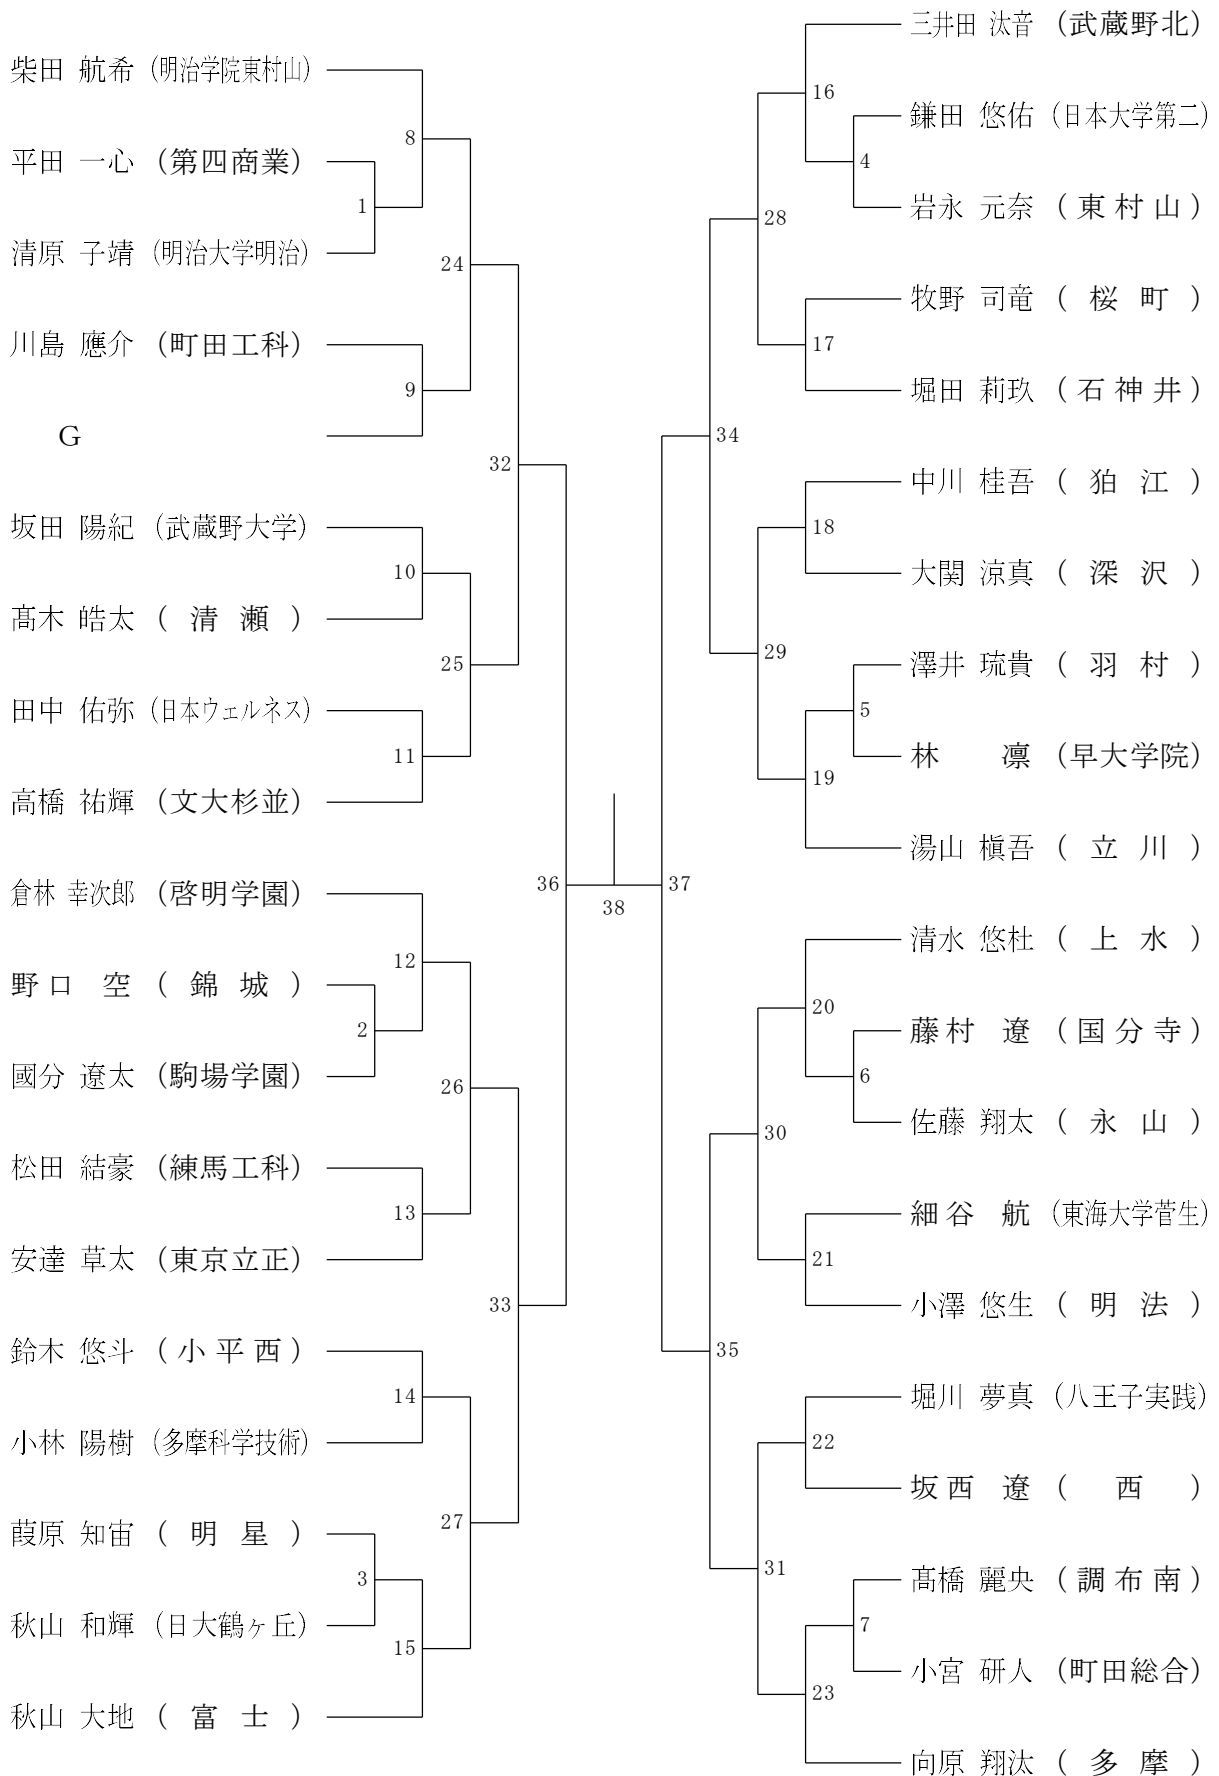 柴田 航希 (明治学院東村山)
平田 一心 (第四商業)
清原 子靖 (明治大学明治)
川島 應介 (町田工科)
G
坂田 陽紀 (武蔵野大学)
髙木 皓太 (清瀬)
田中 佑弥 (日本ウェルネス)
高橋 祐輝 (文大杉並)
倉林 幸次郎 (啓明学園)
野口 空 (錦城)
國分 遼太 (駒場学園)
松田 結豪 (練馬工科)
安達 草太 (東京立正)
鈴木 悠斗 (小平西)
小林 陽樹 (多摩科学技術)
葭原 知宙 (明星)
秋山 和輝 (日大鶴ヶ丘)
秋山 大地 (富士)
8
1
24
9
32
10
25
11
36
12
2
26
13
33
14
27
3
15
38
37
16
4
28
17
34
18
29
5
19
20
6
30
21
35
22
31
7
23
三井田 汰音 (武蔵野北)
鎌田 悠佑 (日本大学第二)
岩永 元奈 (東村山)
牧野 司竜 (桜町)
堀田 莉玖 (石神井)
中川 桂吾 (狛江)
大関 涼真 (深沢)
澤井 琉貴 (羽村)
林 凛 (早大学院)
湯山 槇吾 (立川)
清水 悠杜 (上水)
藤村 遼 (国分寺)
佐藤 翔太 (永山)
細谷 航 (東海大学菅生)
小澤 悠生 (明法)
堀川 夢真 (八王子実践)
坂西 遼 (西)
髙橋 麗央 (調布南)
小宮 研人 (町田総合)
向原 翔汰 (多摩)